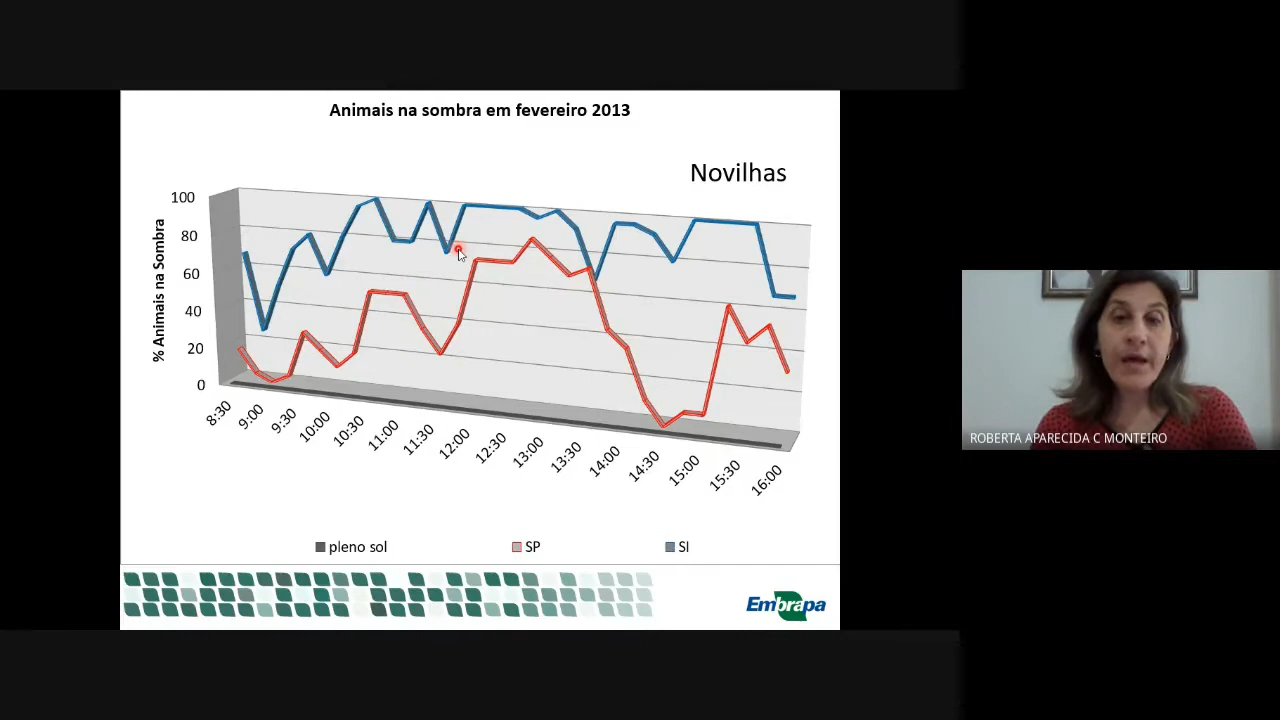 Animais na sombra em fevereiro 2013
Novilhas
% Animais na Sombra
100
80
60
40
20
0
8:30
9:00
9:30
10:00
10:30
11:00
11:30
12:00
12:30
13:00
13:30
14:00
14:30
15:00
15:30
16:00
pleno sol
SP
SI
Embrapa
ROBERTA APARECIDA C MONTEIRO